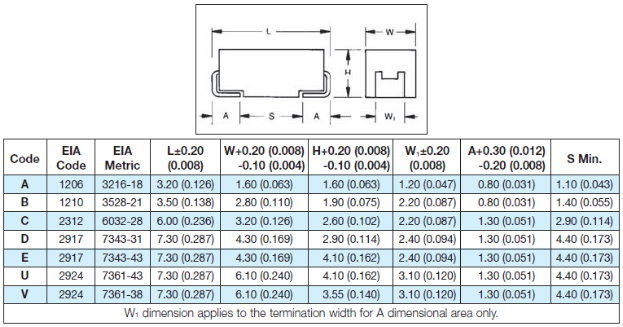 L
W
H
A
S
A
W₁
Code EIA Code EIA Metric L±0.20 (0.008) W+0.20 (0.008) -0.10 (0.004) H+0.20 (0.008) -0.10 (0.004) W₁±0.20 (0.008) A+0.30 (0.012) -0.20 (0.008) S Min.
A 1206 3216-18 3.20 (0.126) 1.60 (0.063) 1.60 (0.063) 1.20 (0.047) 0.80 (0.031) 1.10 (0.043)
B 1210 3528-21 3.50 (0.138) 2.80 (0.110) 1.90 (0.075) 2.20 (0.087) 0.80 (0.031) 1.40 (0.055)
C 2312 6032-28 6.00 (0.236) 3.20 (0.126) 2.60 (0.102) 2.20 (0.087) 1.30 (0.051) 2.90 (0.114)
D 2917 7343-31 7.30 (0.287) 4.30 (0.169) 2.90 (0.114) 2.40 (0.094) 1.30 (0.051) 4.40 (0.173)
E 2917 7343-43 7.30 (0.287) 4.30 (0.169) 4.10 (0.162) 2.40 (0.094) 1.30 (0.051) 4.40 (0.173)
U 2924 7361-43 7.30 (0.287) 6.10 (0.240) 4.10 (0.162) 3.10 (0.120) 1.30 (0.051) 4.40 (0.173)
V 2924 7361-38 7.30 (0.287) 6.10 (0.240) 3.55 (0.140) 3.10 (0.120) 1.30 (0.051) 4.40 (0.173)
W₁ dimension applies to the termination width for A dimensional area only.